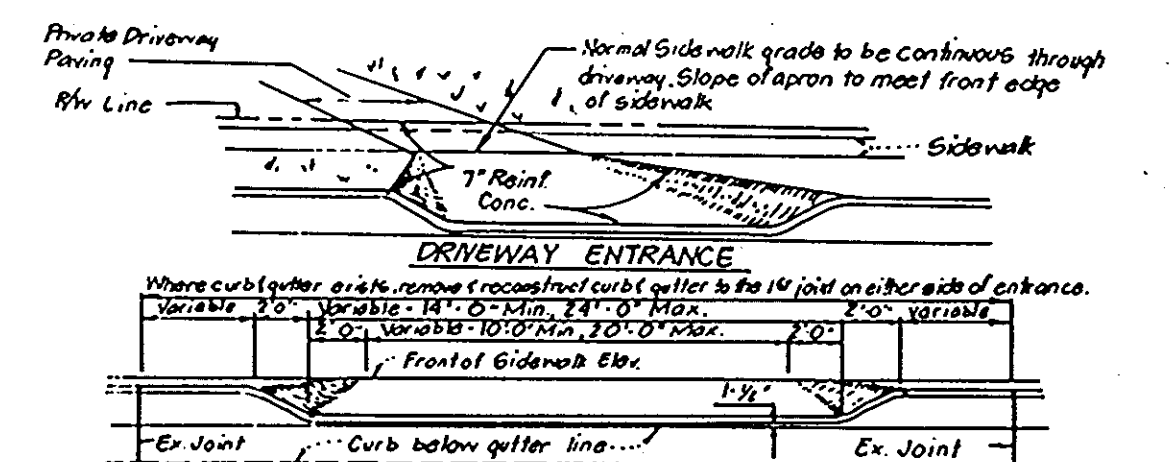 Private Driveway
Paving
R/W Line
Normal Sidewalk grade to be continuous through
driveway. Slope of apron to meet front edge
of sidewalk
Sidewalk
7" Reinf.
Conc.
DRIVEWAY ENTRANCE
Where curb & gutter exists, remove & reconstruct curb & gutter to the 1st joint on either side of entrance.
Variable 2'-0" Variable - 14'-0" Min., 24'-0" Max. 2'-0" Variable
2'-0" Variable - 10'-0" Min., 20'-0" Max. 2'-0"
Front of Sidewalk Elev.
Ex. Joint
Curb below gutter line
Ex. Joint